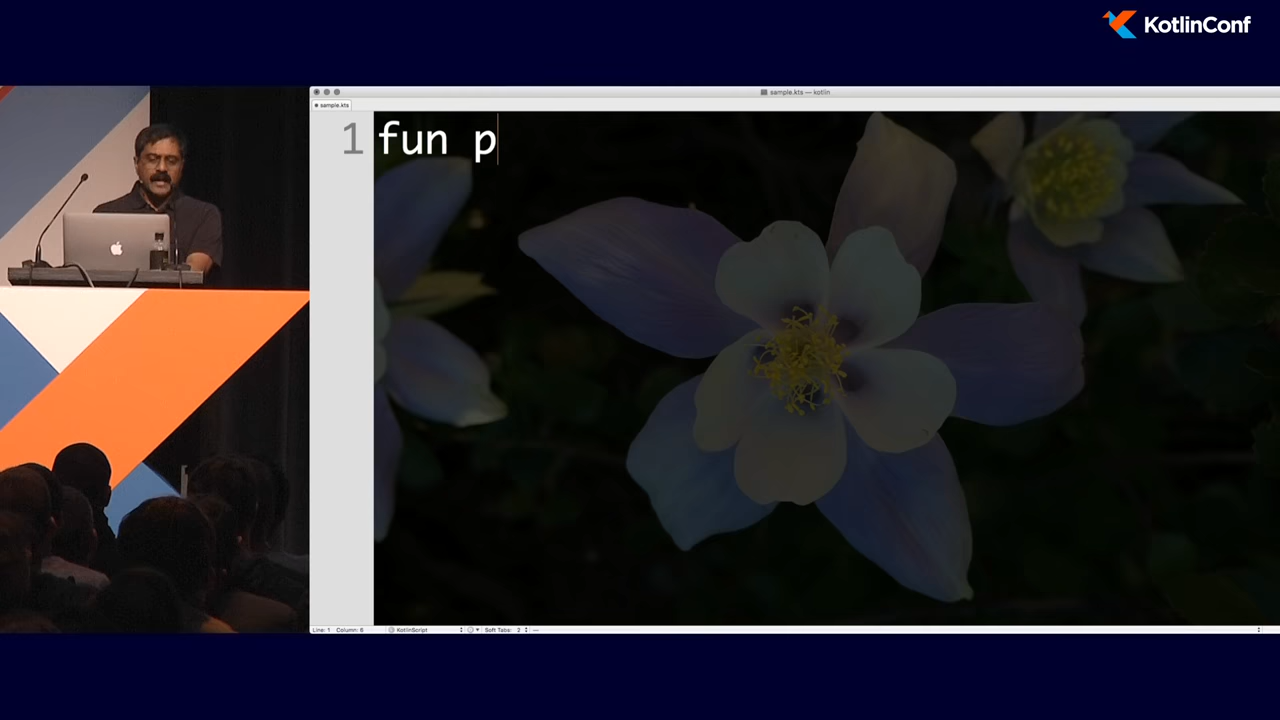 KotlinConf
sample.kts — kotlin
sample.kts
1 fun p
Line: 1 Column: 6 KotlinScript Soft Tabs: 2